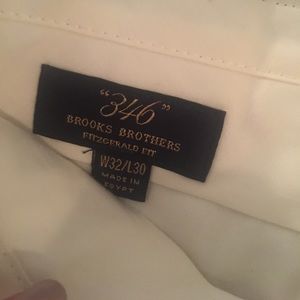 "346"
BROOKS BROTHERS
FITZGERALD FIT
W32/L30
MADE IN
EGYPT